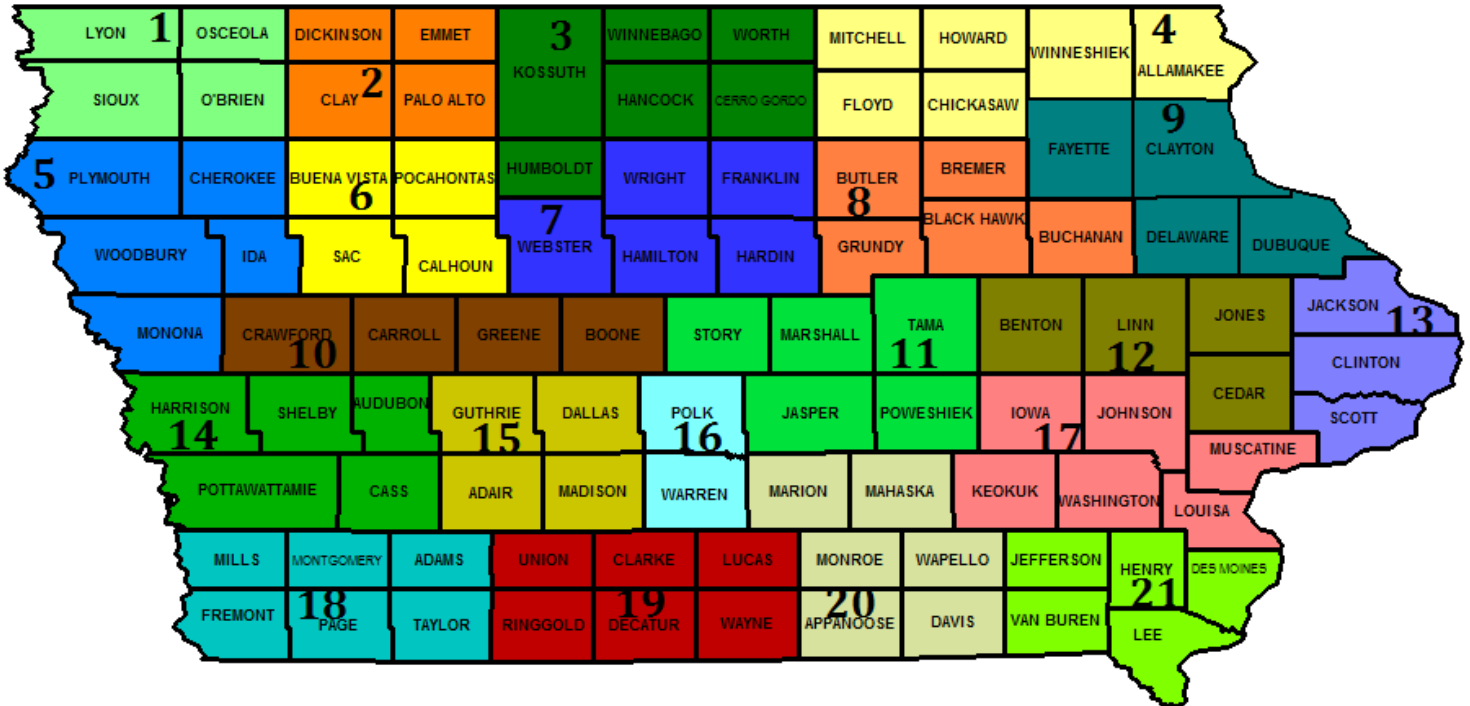 LYON 1 OSCEOLA DICKINSON EMMET 3 WINNEBAGO WORTH MITCHELL HOWARD WINNESHIEK 4
KOSSUTH ALLAMAKEE
SIOUX O'BRIEN CLAY 2 PALO ALTO HANCOCK CERRO GORDO FLOYD CHICKASAW
5 PLYMOUTH CHEROKEE BUENA VISTA POCAHONTAS HUMBOLDT WRIGHT FRANKLIN BUTLER BREMER FAYETTE 9 CLAYTON
6 7 8
WOODBURY IDA SAC CALHOUN WEBSTER HAMILTON HARDIN GRUNDY BLACK HAWK BUCHANAN DELAWARE DUBUQUE
MONONA CRAWFORD CARROLL GREENE BOONE STORY MARSHALL TAMA BENTON LINN JONES JACKSON 13
10 11 12 CLINTON
HARRISON SHELBY AUDUBON GUTHRIE DALLAS POLK JASPER POWESHIEK IOWA JOHNSON CEDAR SCOTT
14 15 16 17 MUSCATINE
POTTAWATTAMIE CASS ADAIR MADISON WARREN MARION MAHASKA KEOKUK WASHINGTON LOUISA
MILLS MONTGOMERY ADAMS UNION CLARKE LUCAS MONROE WAPELLO JEFFERSON HENRY DES MOINES
18 19 20 21
FREMONT PAGE TAYLOR RINGGOLD DECATUR WAYNE APPANOOSE DAVIS VAN BUREN LEE